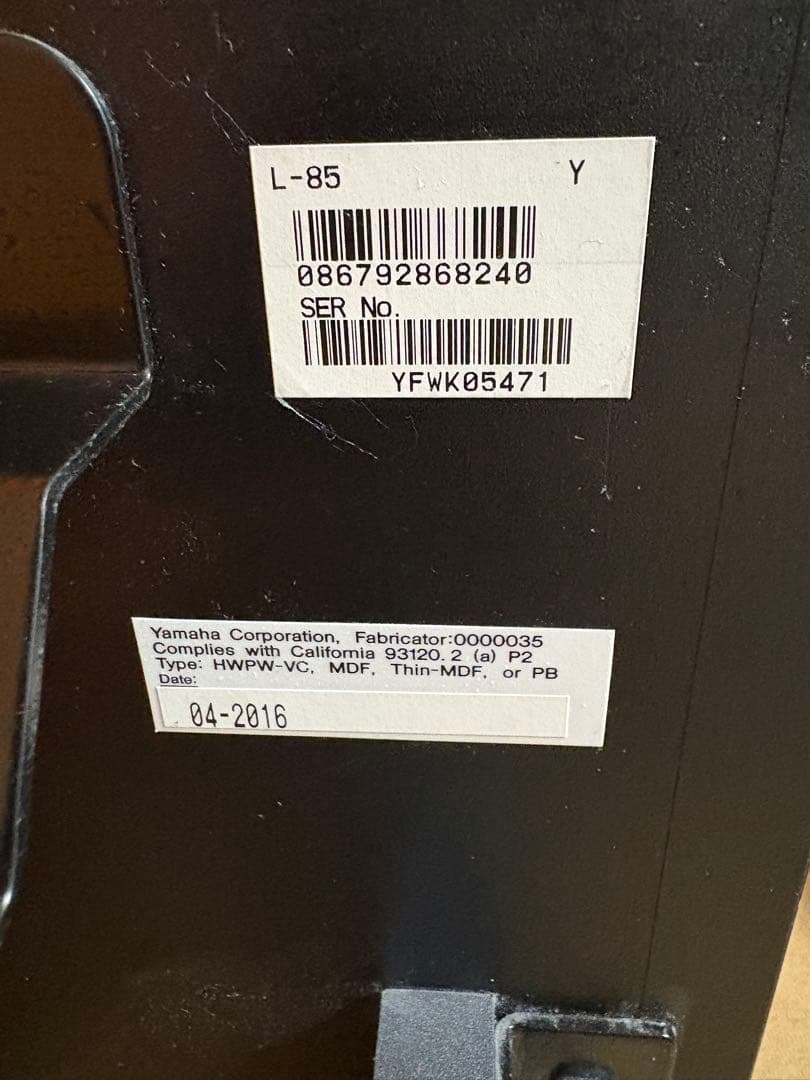 L-85 Y
086792868240
SER No.
YFWK05471
Yamaha Corporation, Fabricator:0000035
Complies with California 93120.2 (a) P2
Type: HWPW-VC, MDF, Thin-MDF, or PB
Date:
04-2016